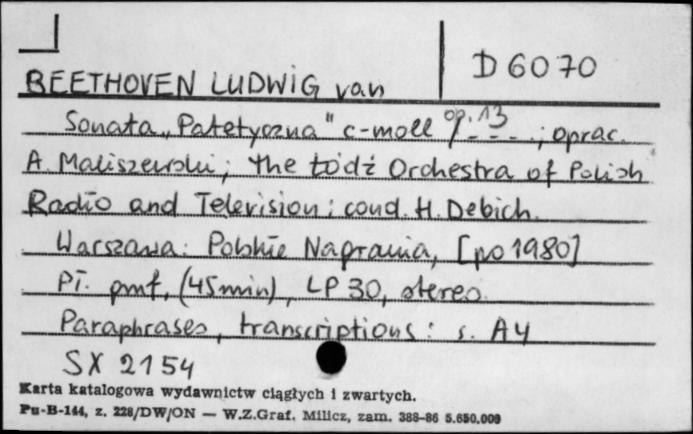 D 6070
BEETHOVEN LUDWIG van
Sonata „Patetyczna" c-moll op. 13 / - - - ; oprac.
A. Maliszewski; the Łódź Orchestra of Polish
Radio and Television; cond. H. Debich.
Warszawa: Polskie Nagrania, [po 1980]
Pł. gmf, (45 min), LP 30, stereo.
Paraphrases, transcriptions: s. A4
SX 2154
Karta katalogowa wydawnictw ciągłych i zwartych.
Pu-B-144, z. 228/DW/ON — W.Z.Graf. Milicz, zam. 388-86 5.650.000